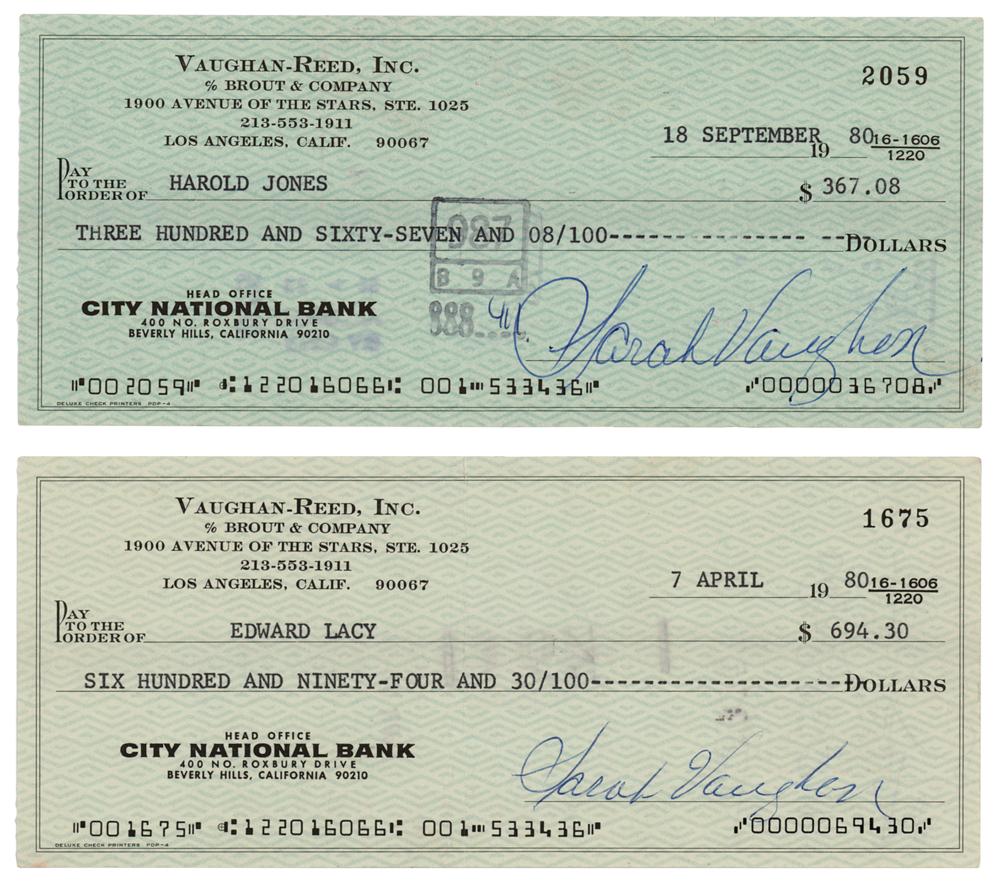 VAUGHAN-REED, INC.
% BROUT & COMPANY
1900 AVENUE OF THE STARS, STE. 1025
213-553-1911
LOS ANGELES, CALIF. 90067
2059
18 SEPTEMBER 19 80 16-1606
1220
PAY TO THE ORDER OF HAROLD JONES $ 367.08
THREE HUNDRED AND SIXTY-SEVEN AND 08/100------ -- ------- --DOLLARS
987
B 9 A
888
HEAD OFFICE
CITY NATIONAL BANK
400 NO. ROXBURY DRIVE
BEVERLY HILLS, CALIFORNIA 90210
Sarah Vaughan
⑈002059⑈ ⑆122016066⑆ 001⑉533436⑈ ⑇0000036708⑇
DELUXE CHECK PRINTERS PDP-4
VAUGHAN-REED, INC.
% BROUT & COMPANY
1900 AVENUE OF THE STARS, STE. 1025
213-553-1911
LOS ANGELES, CALIF. 90067
1675
7 APRIL 19 80 16-1606
1220
PAY TO THE ORDER OF EDWARD LACY $ 694.30
SIX HUNDRED AND NINETY-FOUR AND 30/100------------------DOLLARS
HEAD OFFICE
CITY NATIONAL BANK
400 NO. ROXBURY DRIVE
BEVERLY HILLS, CALIFORNIA 90210
Sarah Vaughan
⑈001675⑈ ⑆122016066⑆ 001⑉533436⑈ ⑇0000069430⑇
DELUXE CHECK PRINTERS PDP-4